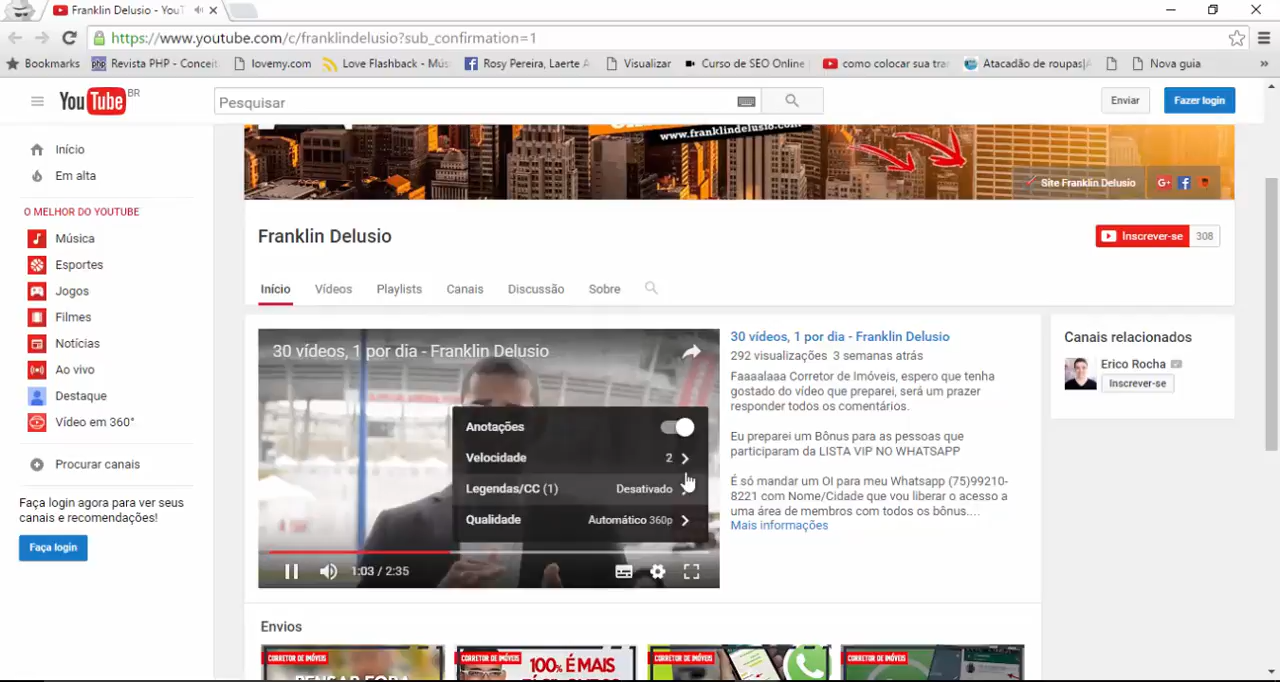 Franklin Delusio - YouT
https://www.youtube.com/c/franklindelusio?sub_confirmation=1
Bookmarks
php
Revista PHP - Conceit
lovemy.com
Love Flashback - Mús
Rosy Pereira, Laerte A
Visualizar
Curso de SEO Online
como colocar sua tra
Atacadão de roupas|
Nova guia
YouTube BR
Pesquisar
Enviar
Fazer login
www.franklindelusio.com
Site Franklin Delusio
G+
Início
Em alta
O MELHOR DO YOUTUBE
Música
Esportes
Jogos
Filmes
Notícias
Ao vivo
Destaque
Vídeo em 360°
Procurar canais
Faça login agora para ver seus
canais e recomendações!
Faça login
Franklin Delusio
Inscrever-se 308
Início Vídeos Playlists Canais Discussão Sobre
30 vídeos, 1 por dia - Franklin Delusio
Anotações
Velocidade 2
Legendas/CC (1) Desativado
Qualidade Automático 360p
1:03 / 2:35
30 vídeos, 1 por dia - Franklin Delusio
292 visualizações 3 semanas atrás
Faaaalaaa Corretor de Imóveis, espero que tenha
gostado do vídeo que preparei, será um prazer
responder todos os comentários.
Eu preparei um Bônus para as pessoas que
participaram da LISTA VIP NO WHATSAPP
É só mandar um OI para meu Whatsapp (75)99210-
8221 com Nome/Cidade que vou liberar o acesso a
uma área de membros com todos os bônus....
Mais informações
Canais relacionados
Erico Rocha
Inscrever-se
Envios
CORRETOR DE IMÓVEIS
PENSAR FORA
CORRETOR DE IMÓVEIS
100% É MAIS
CORRETOR DE IMÓVEIS
CORRETOR DE IMÓVEIS